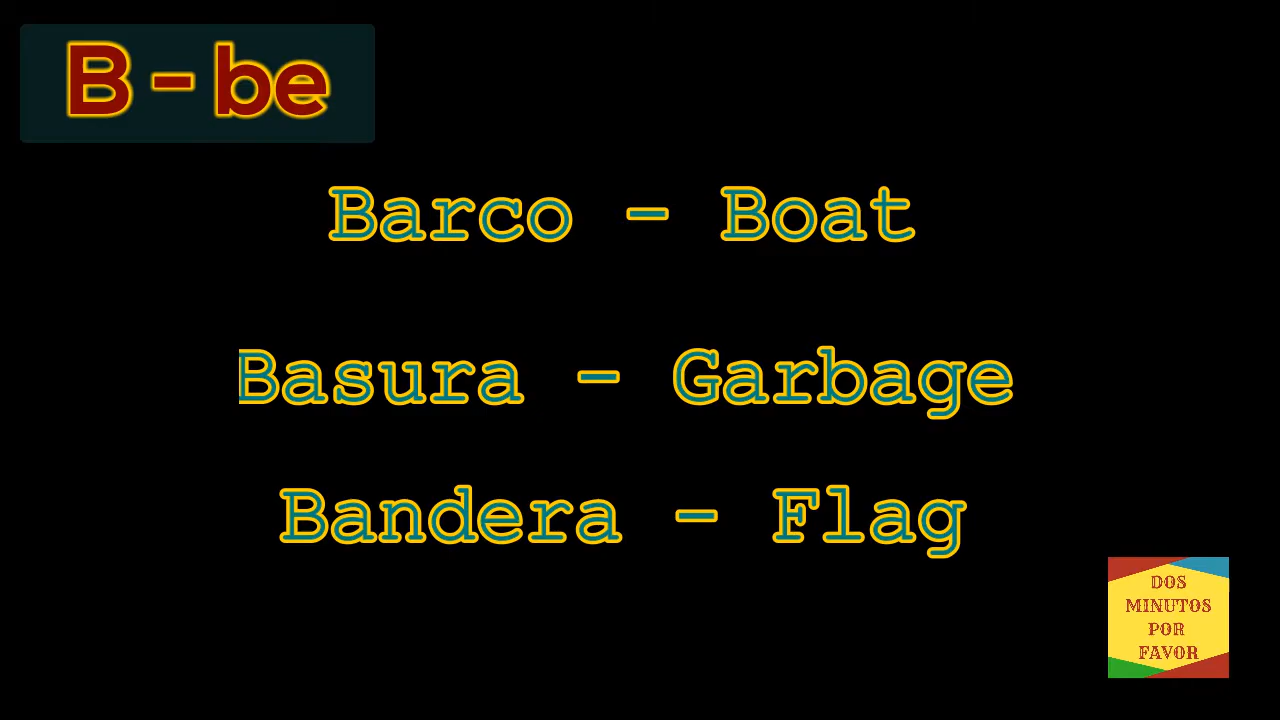 B - be
Barco - Boat
Basura - Garbage
Bandera - Flag
DOS
MINUTOS
POR
FAVOR